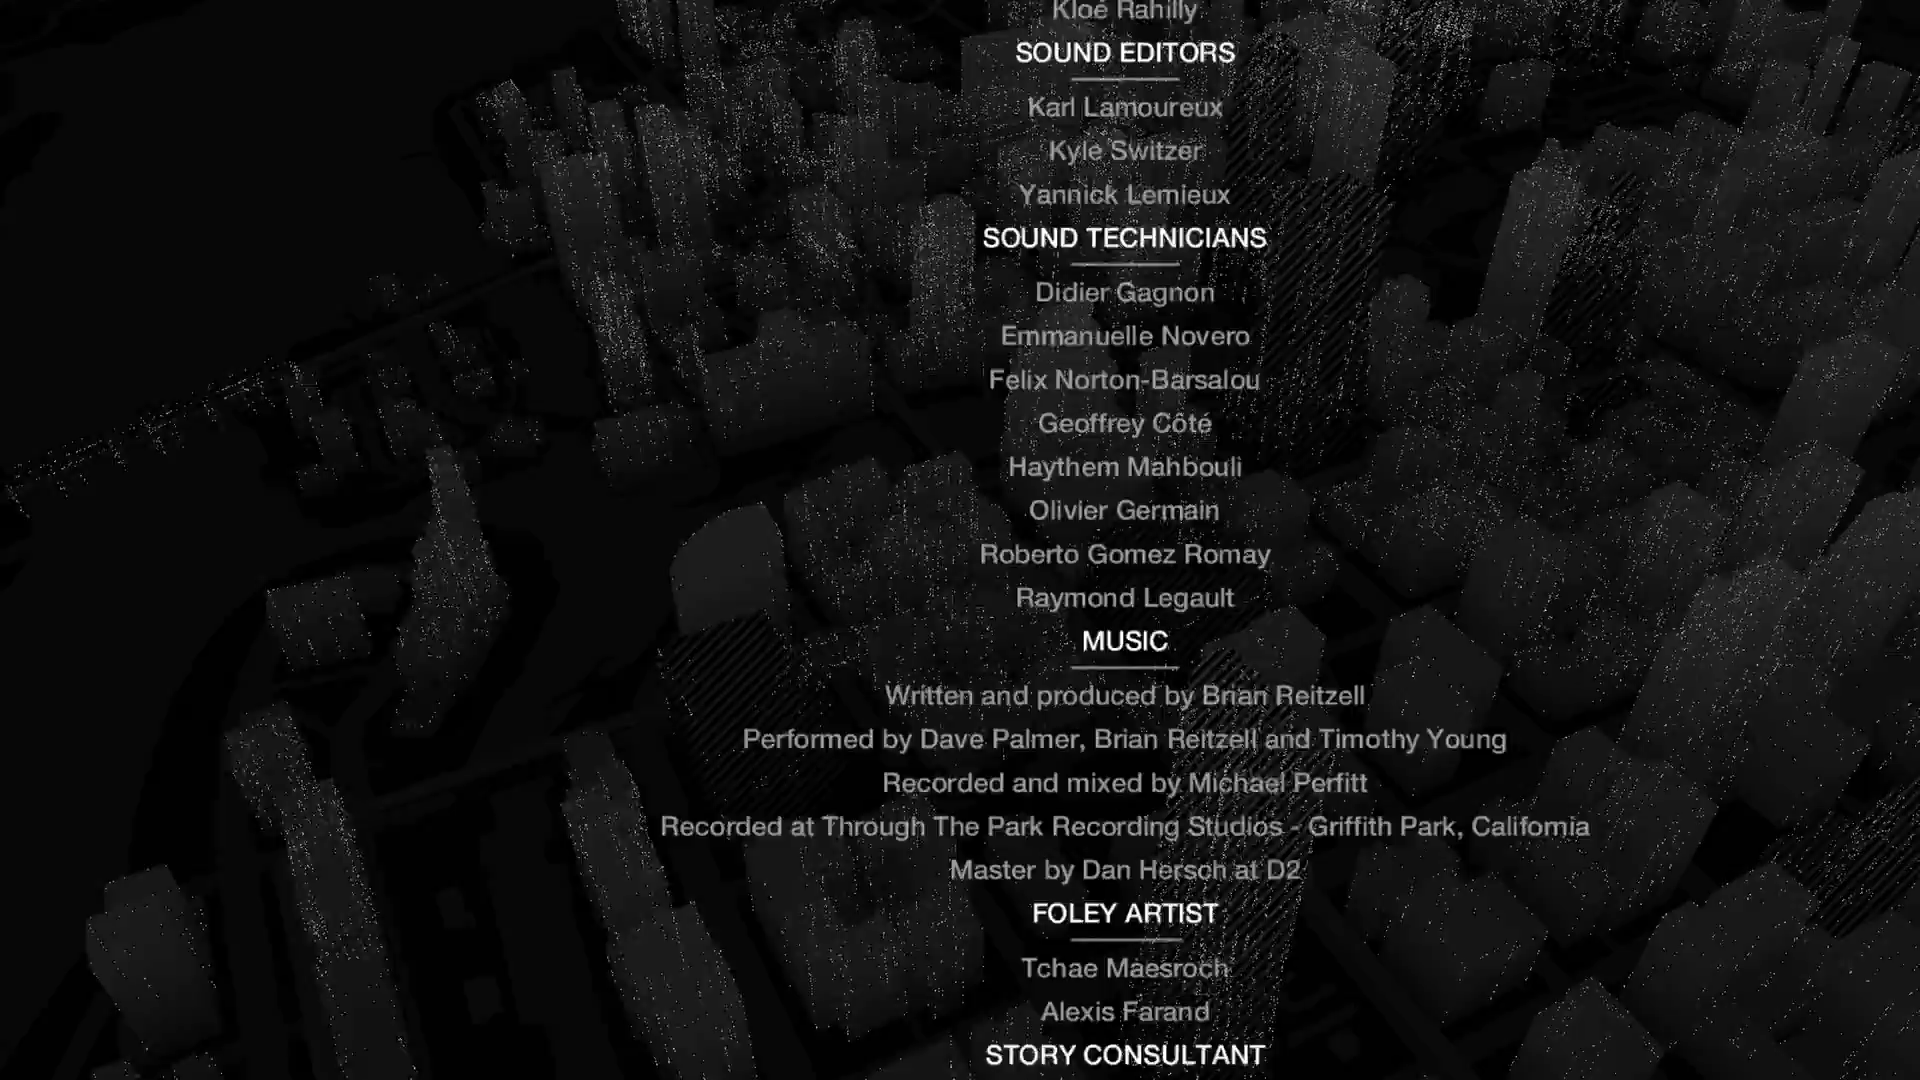 Kloé Rahilly
SOUND EDITORS
Karl Lamoureux
Kyle Switzer
Yannick Lemieux
SOUND TECHNICIANS
Didier Gagnon
Emmanuelle Novero
Felix Norton-Barsalou
Geoffrey Côté
Haythem Mahbouli
Olivier Germain
Roberto Gomez Romay
Raymond Legault
MUSIC
Written and produced by Brian Reitzell
Performed by Dave Palmer, Brian Reitzell and Timothy Young
Recorded and mixed by Michael Perfitt
Recorded at Through The Park Recording Studios - Griffith Park, California
Master by Dan Hersch at D2
FOLEY ARTIST
Tchae Maesroch
Alexis Farand
STORY CONSULTANT